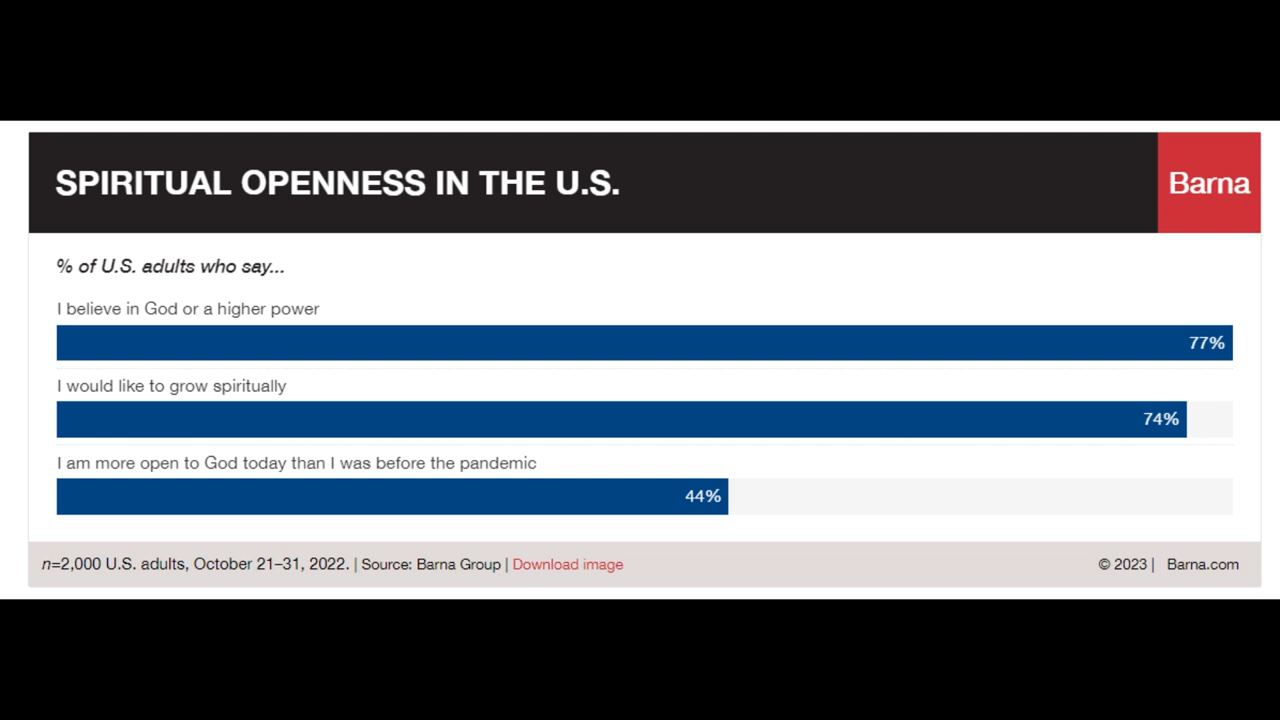 SPIRITUAL OPENNESS IN THE U.S.
Barna
% of U.S. adults who say...
I believe in God or a higher power
77%
I would like to grow spiritually
74%
I am more open to God today than I was before the pandemic
44%
n=2,000 U.S. adults, October 21–31, 2022. | Source: Barna Group | Download image
© 2023 | Barna.com